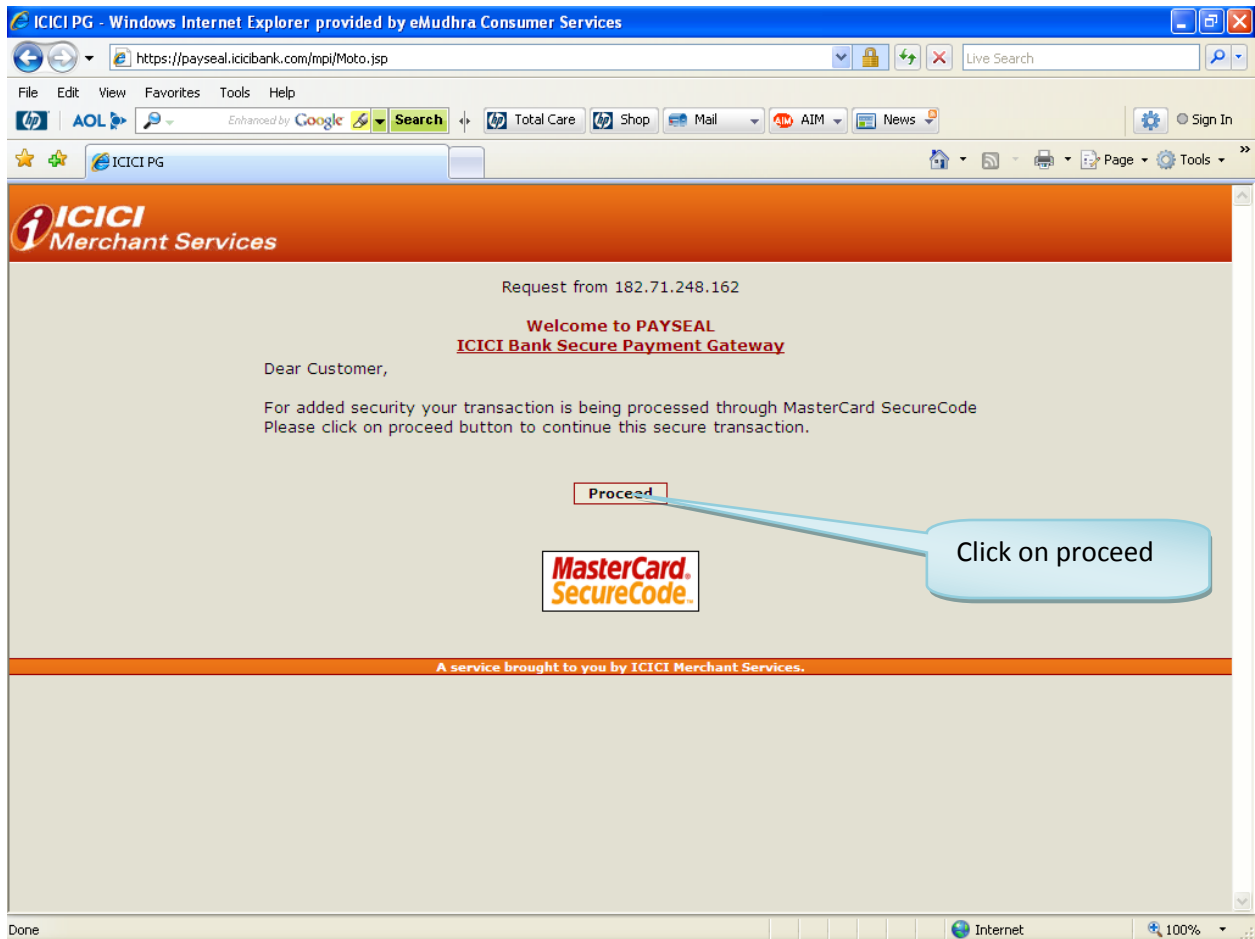 ICICI PG - Windows Internet Explorer provided by eMudhra Consumer Services
https://payseal.icicibank.com/mpi/Moto.jsp
Live Search
File Edit View Favorites Tools Help
hp AOL Enhanced by Google Search hp Total Care hp Shop Mail AIM AIM News Sign In
ICICI PG
Page Tools »
i ICICI
Merchant Services
Request from 182.71.248.162
Welcome to PAYSEAL
ICICI Bank Secure Payment Gateway
Dear Customer,
For added security your transaction is being processed through MasterCard SecureCode
Please click on proceed button to continue this secure transaction.
Proceed
Click on proceed
MasterCard.
SecureCode.
A service brought to you by ICICI Merchant Services.
Done Internet 100%